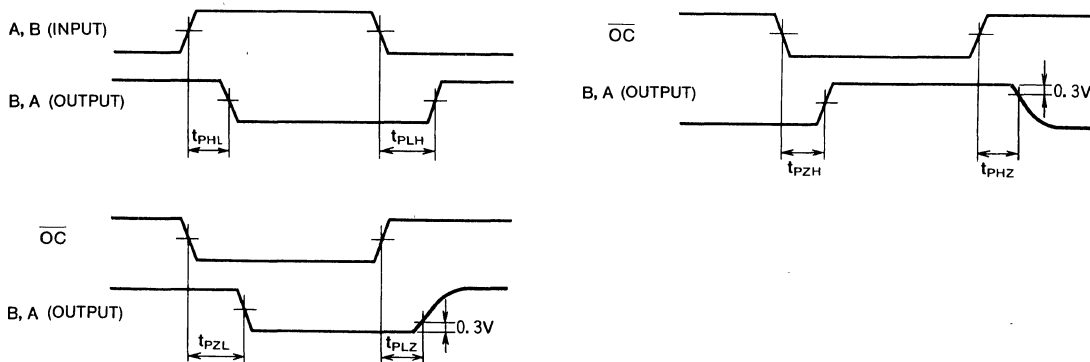 A, B (INPUT)
B, A (OUTPUT)
tPHL
tPLH
OC
B, A (OUTPUT)
0.3V
tPZH
tPHZ
OC
B, A (OUTPUT)
0.3V
tPZL
tPLZ